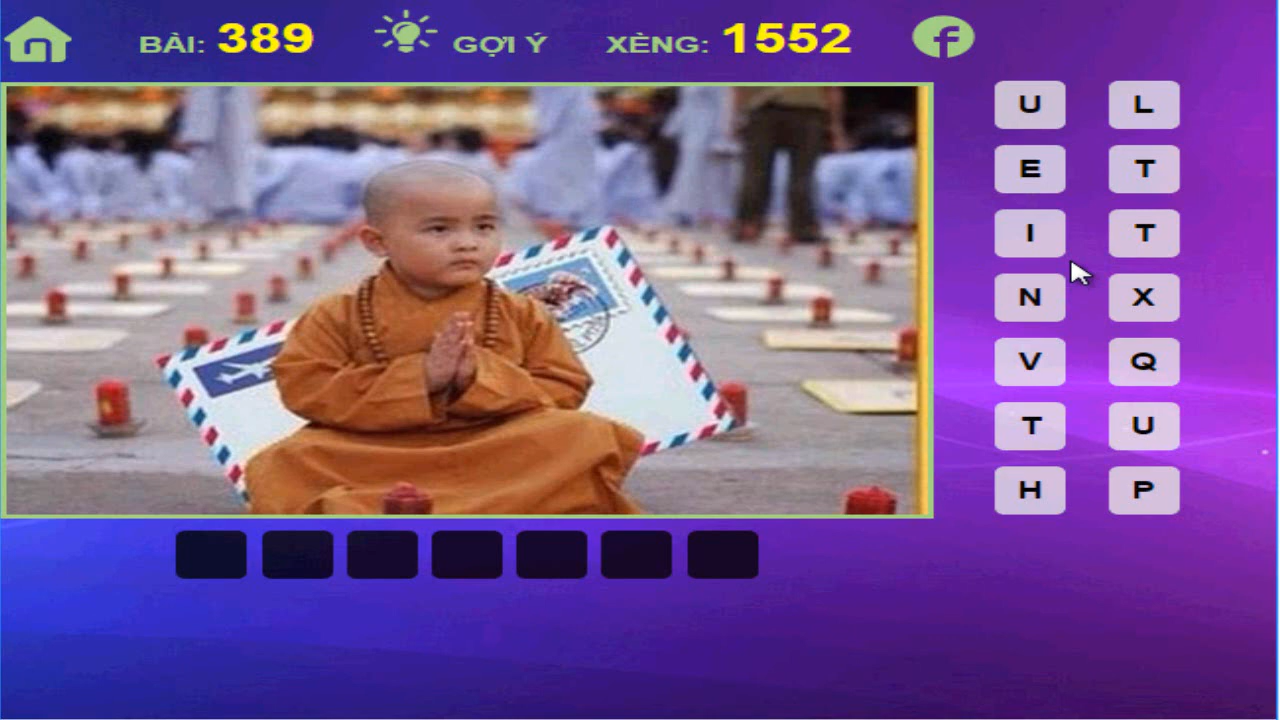 BÀI: 389 GỢI Ý XÈNG: 1552 f
U L
E T
I T
N X
V Q
T U
H P